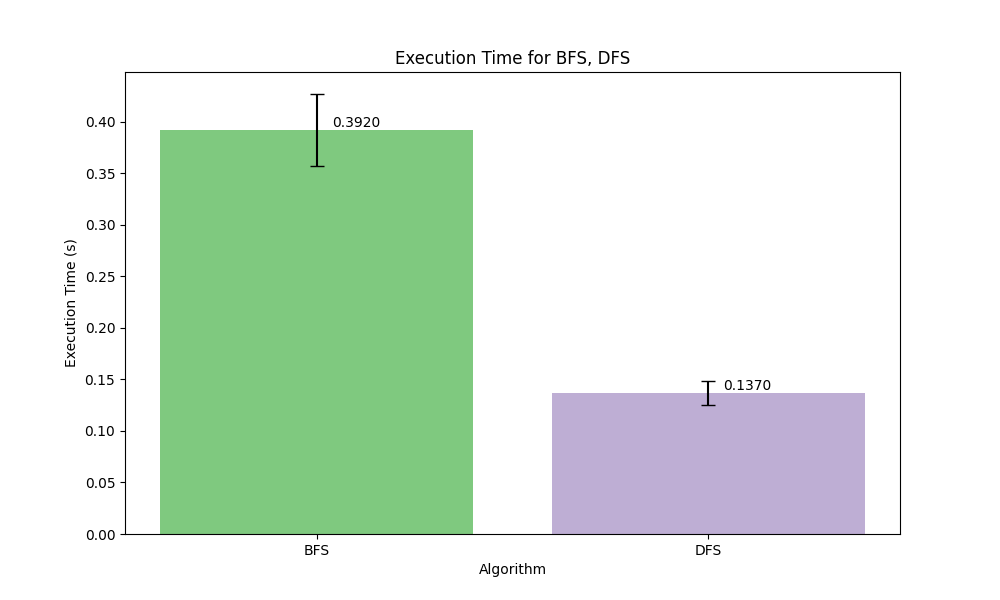 Execution Time for BFS, DFS
Execution Time (s)
0.40
0.35
0.30
0.25
0.20
0.15
0.10
0.05
0.00
0.3920
0.1370
BFS
DFS
Algorithm